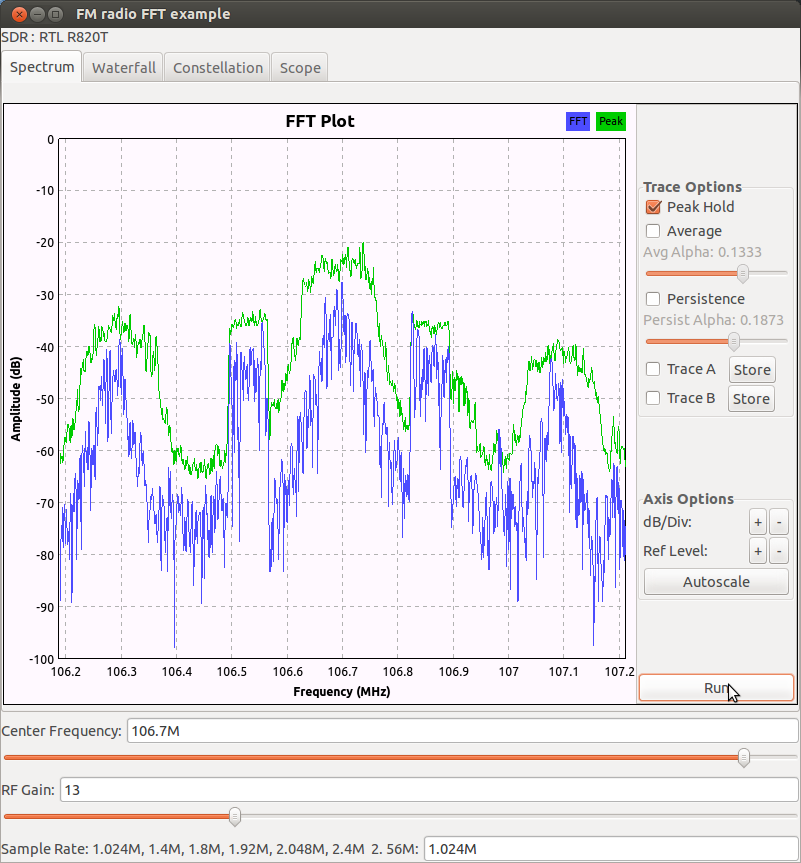 FM radio FFT example
SDR: RTL R820T
Spectrum Waterfall Constellation Scope
FFT Plot
FFT Peak
0
-10
-20
-30
-40
-50
-60
-70
-80
-90
-100
Amplitude (dB)
106.2 106.3 106.4 106.5 106.6 106.7 106.8 106.9 107 107.1 107.2
Frequency (MHz)
Trace Options
Peak Hold
Average
Avg Alpha: 0.1333
Persistence
Persist Alpha: 0.1873
Trace A Store
Trace B Store
Axis Options
dB/Div: + -
Ref Level: + -
Autoscale
Run
Center Frequency: 106.7M
RF Gain: 13
Sample Rate: 1.024M, 1.4M, 1.8M, 1.92M, 2.048M, 2.4M 2. 56M: 1.024M